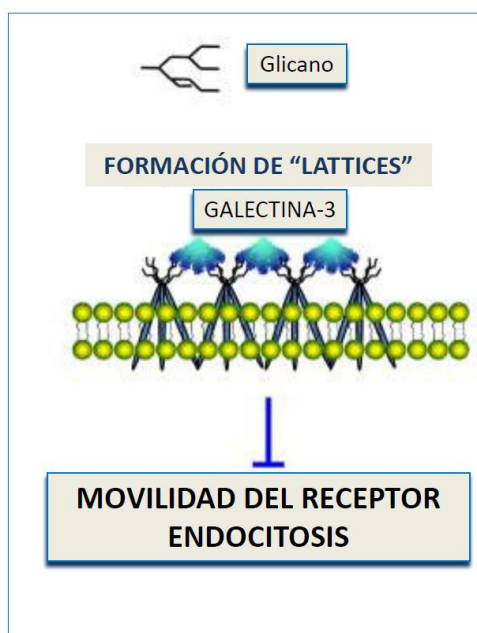 Glicano
FORMACIÓN DE “LATTICES”
GALECTINA-3
MOVILIDAD DEL RECEPTOR
ENDOCITOSIS